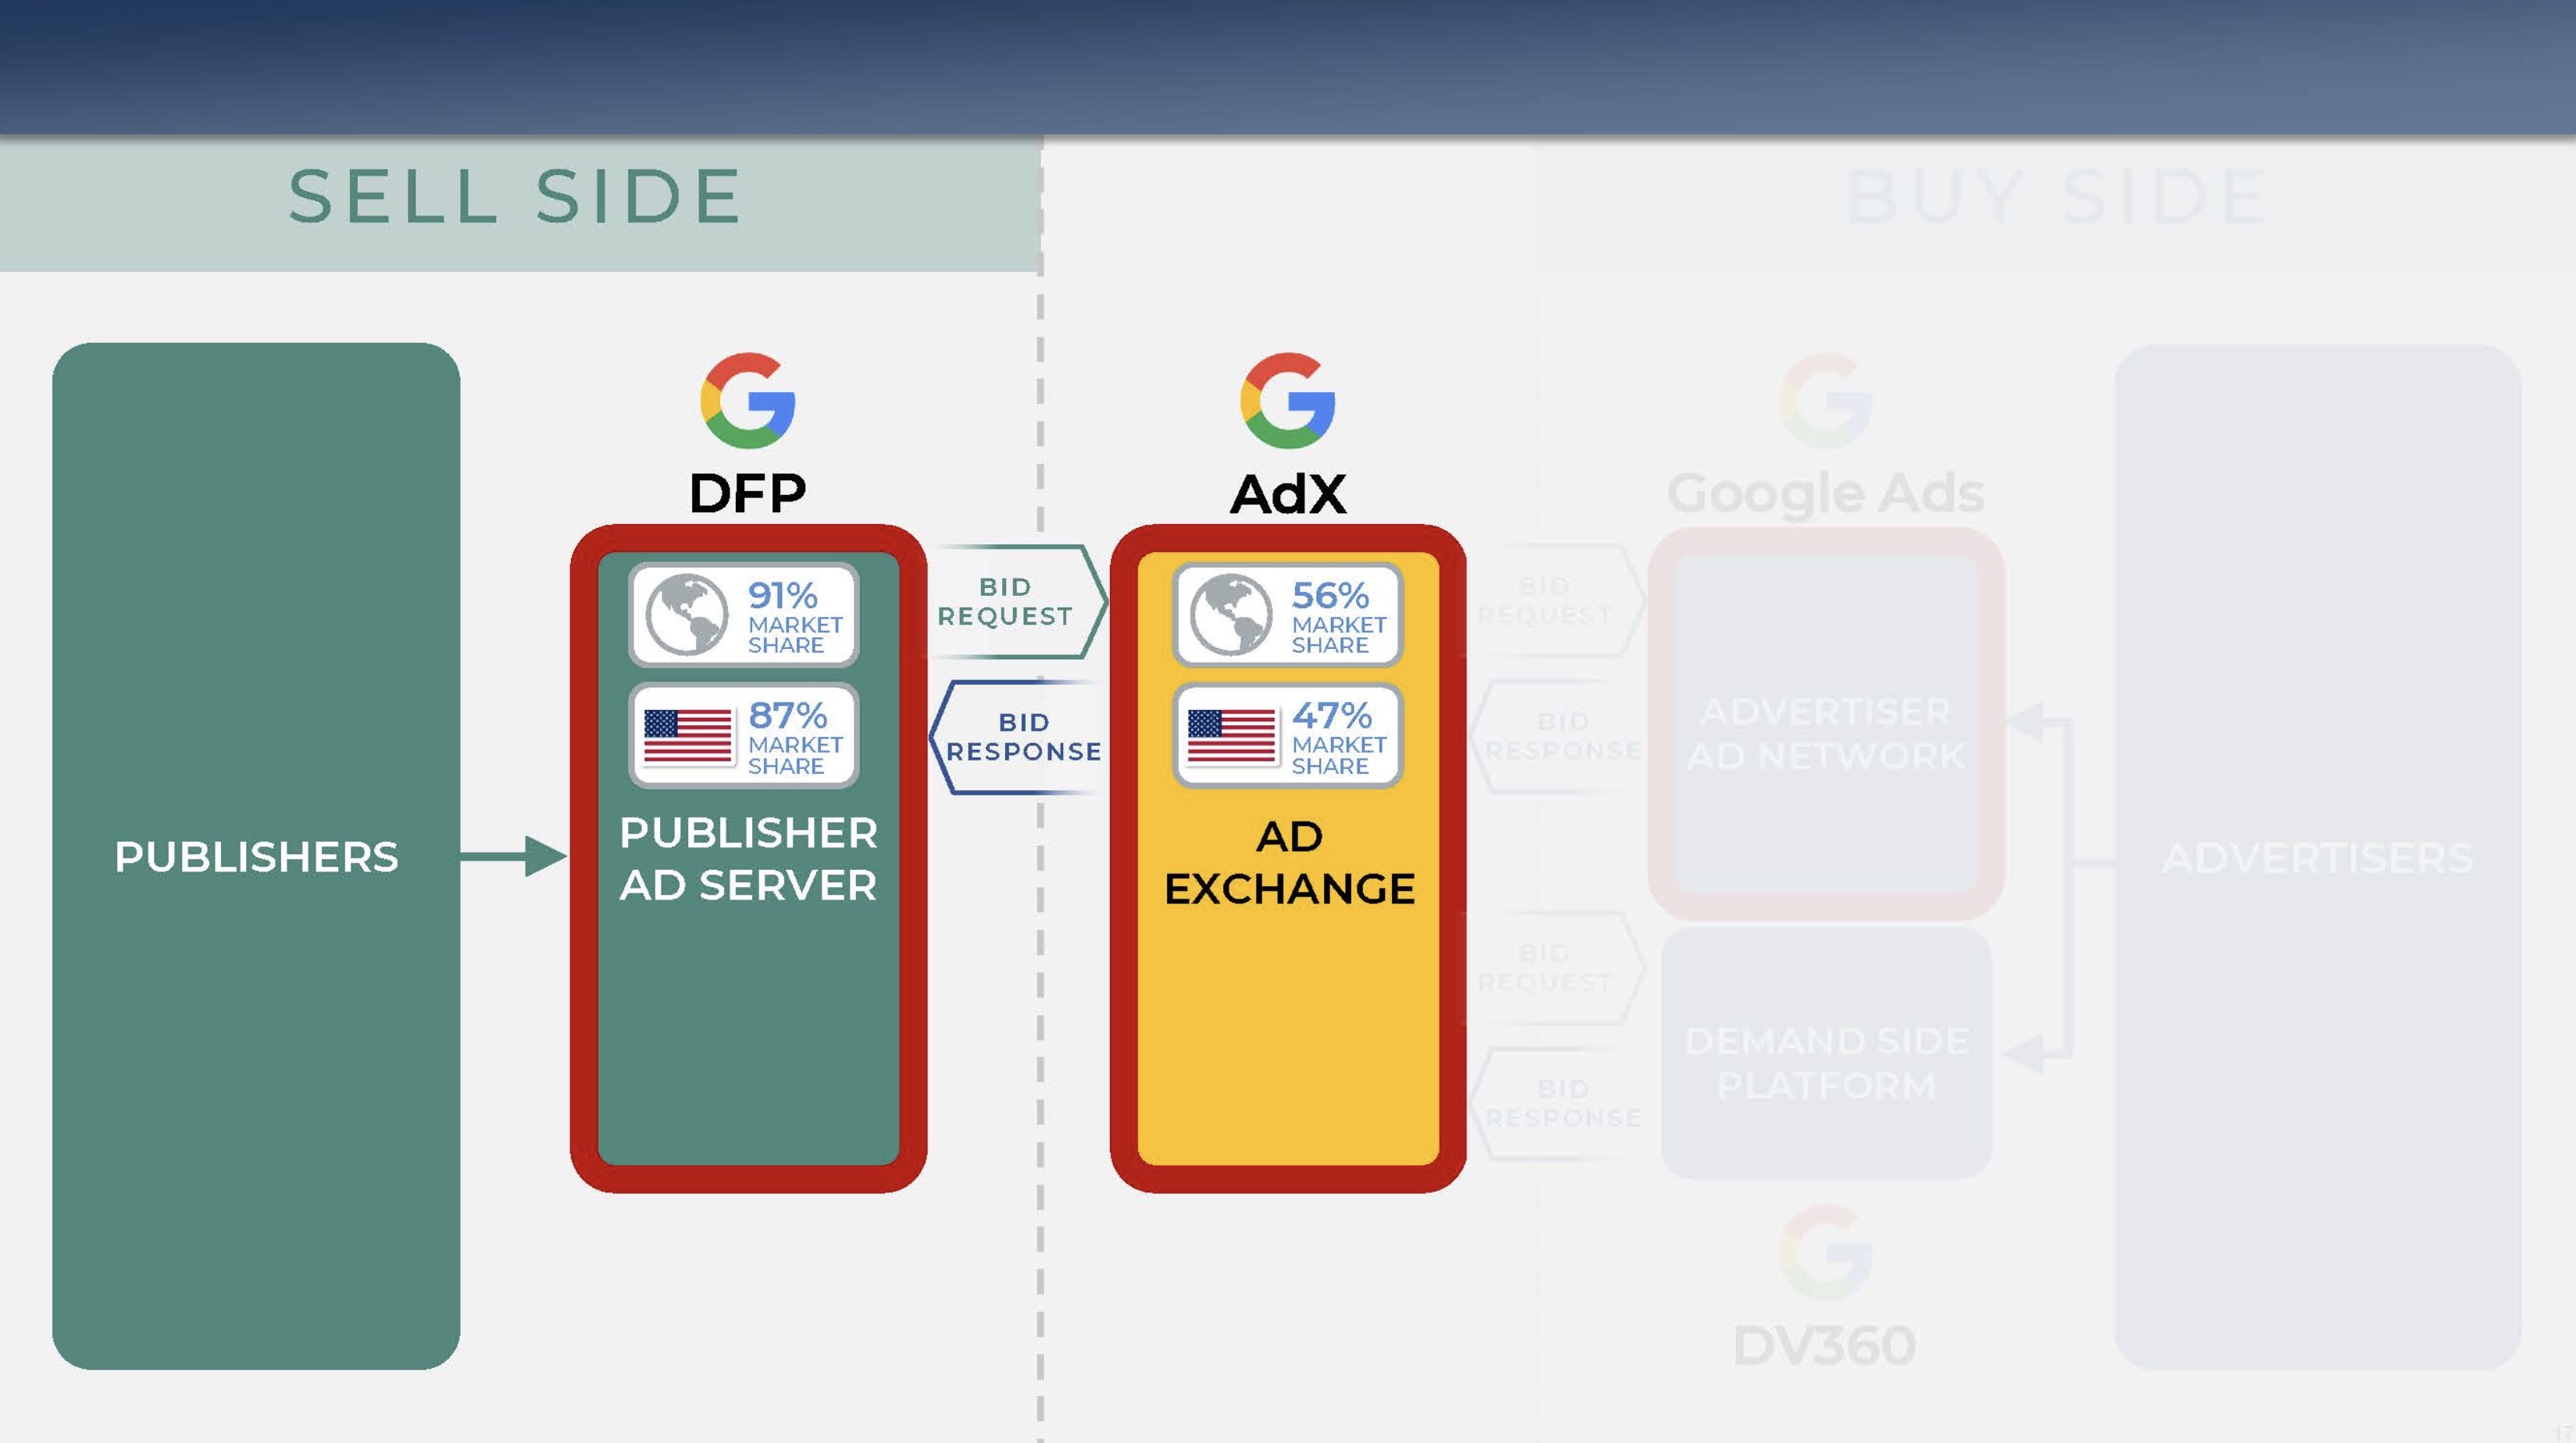 SELL SIDE
BUY SIDE
PUBLISHERS
DFP
91%
MARKET
SHARE
87%
MARKET
SHARE
PUBLISHER
AD SERVER
BID
REQUEST
BID
RESPONSE
AdX
56%
MARKET
SHARE
47%
MARKET
SHARE
AD
EXCHANGE
BID
REQUEST
BID
RESPONSE
BID
REQUEST
BID
RESPONSE
Google Ads
ADVERTISER
AD NETWORK
DEMAND SIDE
PLATFORM
DV360
ADVERTISERS
17